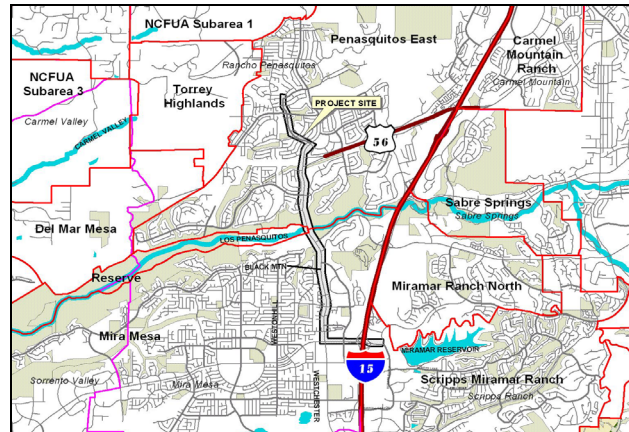 NCFUA Subarea 1
Penasquitos East
Carmel
Mountain
Ranch
Carmel Mountain
Rancho Penasquitos
NCFUA
Subarea 3
Torrey
Highlands
Carmel Valley
CARMEL VALLEY
PROJECT SITE
56
Sabre Springs
Sabre Springs
Del Mar Mesa
LOS PENASQUITOS
BLACK MTN
Reserve
Miramar Ranch North
Mira Mesa
WESTONHILL
MIRAMAR RESERVOIR
15
Sorrento Valley
Mira Mesa
WESTCHESTER
Scripps Miramar Ranch
Scripps Ranch